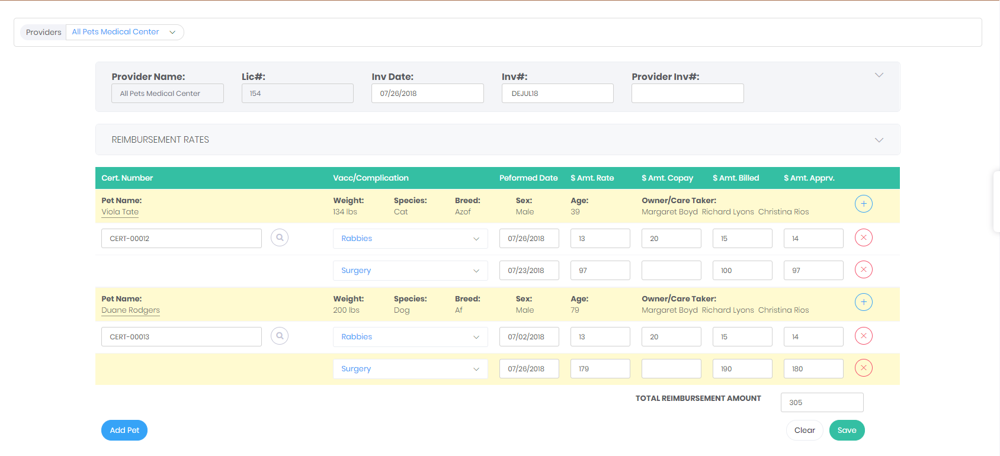 Providers All Pets Medical Center
Provider Name: Lic#: Inv Date: Inv#: Provider Inv#:
All Pets Medical Center 154 07/26/2018 DEJUL18
REIMBURSEMENT RATES
Cert. Number Vacc/Complication Peformed Date $ Amt. Rate $ Amt. Copay $ Amt. Billed $ Amt. Apprv.
Pet Name: Weight: Species: Breed: Sex: Age: Owner/Care Taker:
Viola Tate 134 lbs Cat Azof Male 39 Margaret Boyd Richard Lyons Christina Rios
CERT-00012 Rabbies 07/26/2018 13 20 15 14
Surgery 07/23/2018 97 100 97
Pet Name: Weight: Species: Breed: Sex: Age: Owner/Care Taker:
Duane Rodgers 200 lbs Dog Af Male 79 Margaret Boyd Richard Lyons Christina Rios
CERT-00013 Rabbies 07/02/2018 13 20 15 14
Surgery 07/26/2018 179 190 180
TOTAL REIMBURSEMENT AMOUNT 305
Add Pet Clear Save